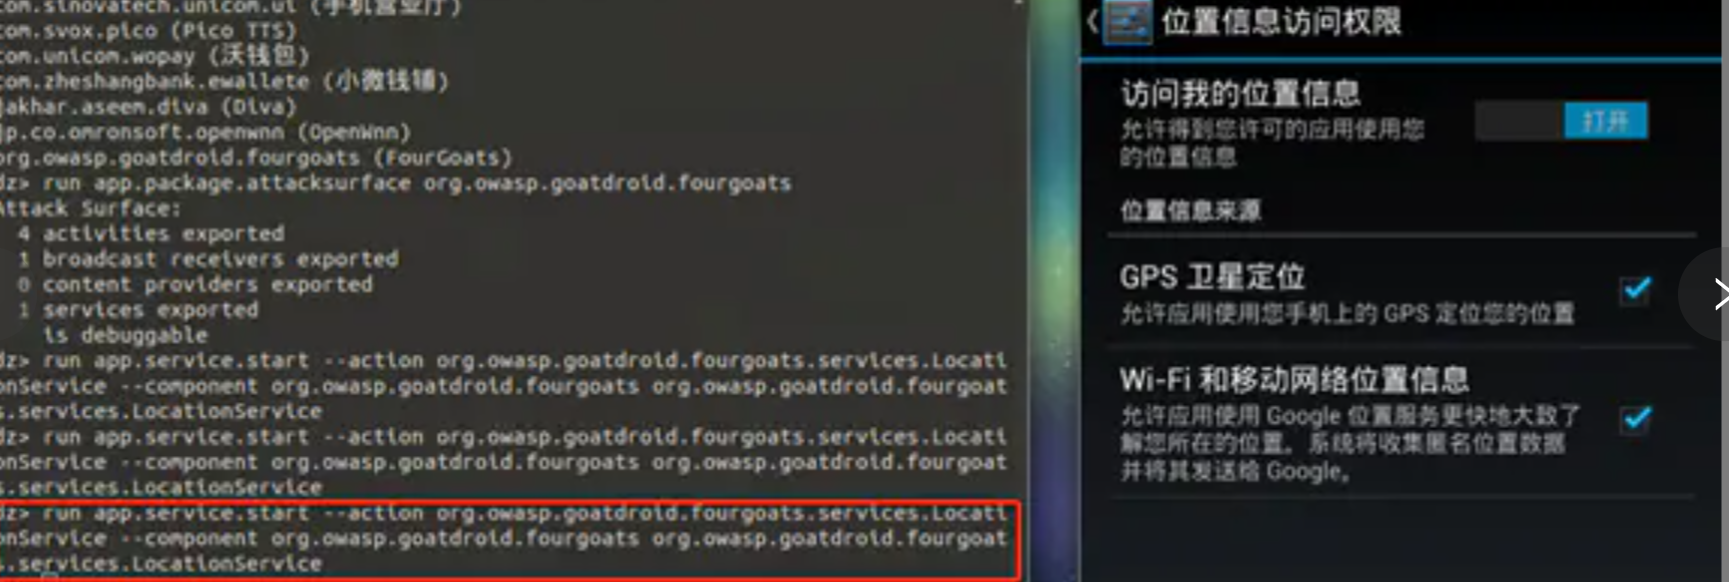 com.sinovatech.unicom.ui (手机营业厅)
com.svox.pico (Pico TTS)
com.unicom.wopay (沃钱包)
com.zheshangbank.ewallete (小微钱铺)
jakhar.aseem.diva (Diva)
jp.co.omronsoft.openwnn (OpenWnn)
org.owasp.goatdroid.fourgoats (FourGoats)
dz> run app.package.attacksurface org.owasp.goatdroid.fourgoats
Attack Surface:
4 activities exported
1 broadcast receivers exported
0 content providers exported
1 services exported
is debuggable
dz> run app.service.start --action org.owasp.goatdroid.fourgoats.services.Locati
onService --component org.owasp.goatdroid.fourgoats org.owasp.goatdroid.fourgoat
s.services.LocationService
dz> run app.service.start --action org.owasp.goatdroid.fourgoats.services.Locati
onService --component org.owasp.goatdroid.fourgoats org.owasp.goatdroid.fourgoat
s.services.LocationService
dz> run app.service.start --action org.owasp.goatdroid.fourgoats.services.Locati
onService --component org.owasp.goatdroid.fourgoats org.owasp.goatdroid.fourgoat
s.services.LocationService
位置信息访问权限
访问我的位置信息
允许得到您许可的应用使用您
的位置信息
打开
位置信息来源
GPS 卫星定位
允许应用使用您手机上的 GPS 定位您的位置
Wi-Fi 和移动网络位置信息
允许应用使用 Google 位置服务更快地大致了
解您所在的位置。系统将收集匿名位置数据
并将其发送给 Google。